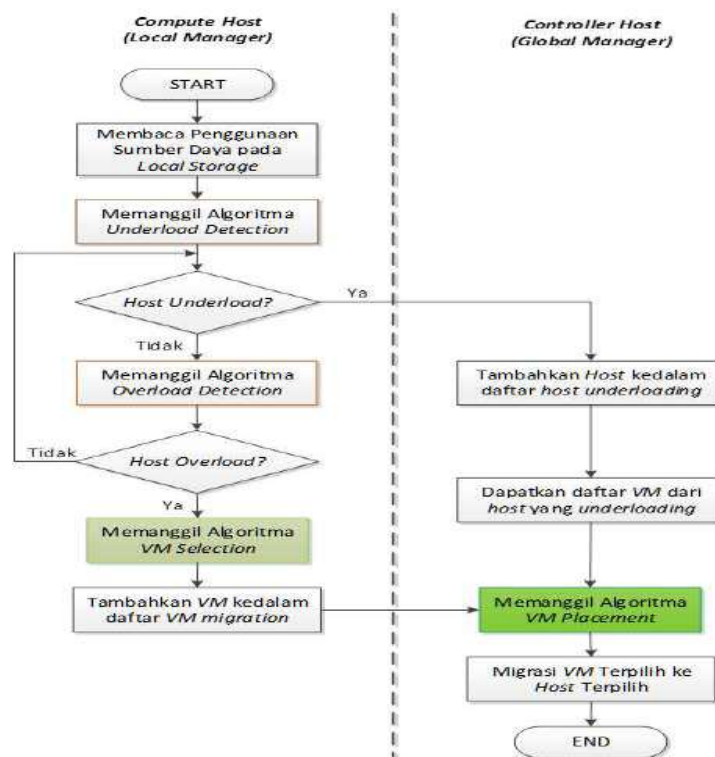 Compute Host
(Local Manager)
START
Membaca Penggunaan
Sumber Daya pada
Local Storage
Memanggil Algoritma
Underload Detection
Host Underload?
Ya
Tidak
Memanggil Algoritma
Overload Detection
Host Overload?
Tidak
Ya
Memanggil Algoritma
VM Selection
Tambahkan VM kedalam
daftar VM migration
Controller Host
(Global Manager)
Tambahkan Host kedalam
daftar host underloading
Dapatkan daftar VM dari
host yang underloading
Memanggil Algoritma
VM Placement
Migrasi VM Terpilih ke
Host Terpilih
END